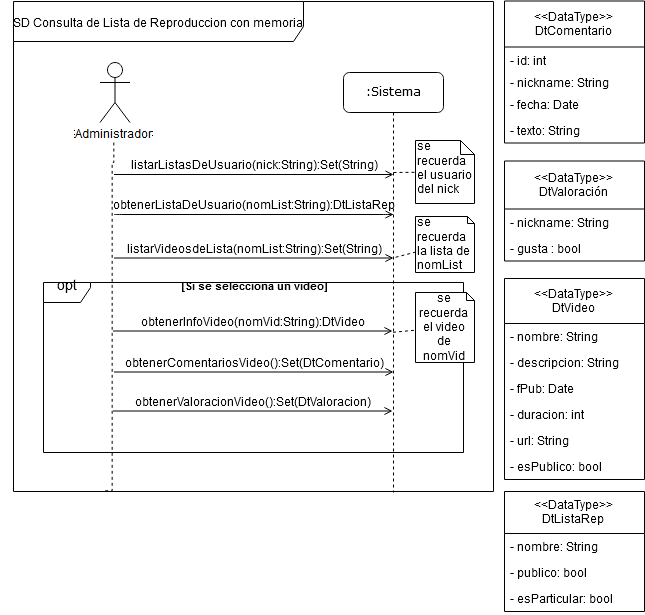 SD Consulta de Lista de Reproduccion con memoria
:Administrador
:Sistema
listarListasDeUsuario(nick:String):Set(String)
se
recuerda
el usuario
del nick
obtenerListaDeUsuario(nomList:String):DtListaRep
listarVideosdeLista(nomList:String):Set(String)
se
recuerda
la lista de
nomList
opt
[Si se selecciona un video]
obtenerInfoVideo(nomVid:String):DtVideo
se
recuerda
el video
de
nomVid
obtenerComentariosVideo():Set(DtComentario)
obtenerValoracionVideo():Set(DtValoracion)
<<DataType>>
DtComentario
- id: int
- nickname: String
- fecha: Date
- texto: String
<<DataType>>
DtValoración
- nickname: String
- gusta : bool
<<DataType>>
DtVideo
- nombre: String
- descripcion: String
- fPub: Date
- duracion: int
- url: String
- esPublico: bool
<<DataType>>
DtListaRep
- nombre: String
- publico: bool
- esParticular: bool